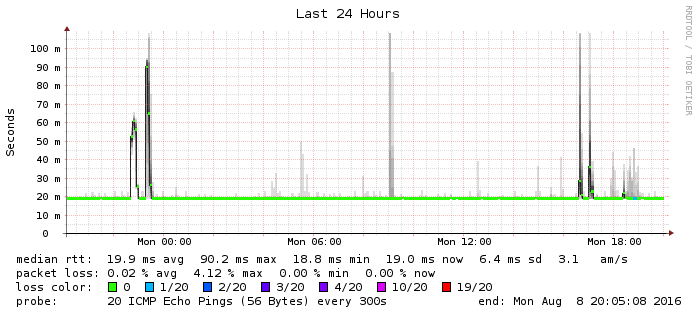 Last 24 Hours
RRDTOOL / TOBI OETIKER
Seconds
100 m
90 m
80 m
70 m
60 m
50 m
40 m
30 m
20 m
10 m
0
Mon 00:00 Mon 06:00 Mon 12:00 Mon 18:00
median rtt: 19.9 ms avg 90.2 ms max 18.8 ms min 19.0 ms now 6.4 ms sd 3.1 am/s
packet loss: 0.02 % avg 4.12 % max 0.00 % min 0.00 % now
loss color: 0 1/20 2/20 3/20 4/20 10/20 19/20
probe: 20 ICMP Echo Pings (56 Bytes) every 300s end: Mon Aug 8 20:05:08 2016